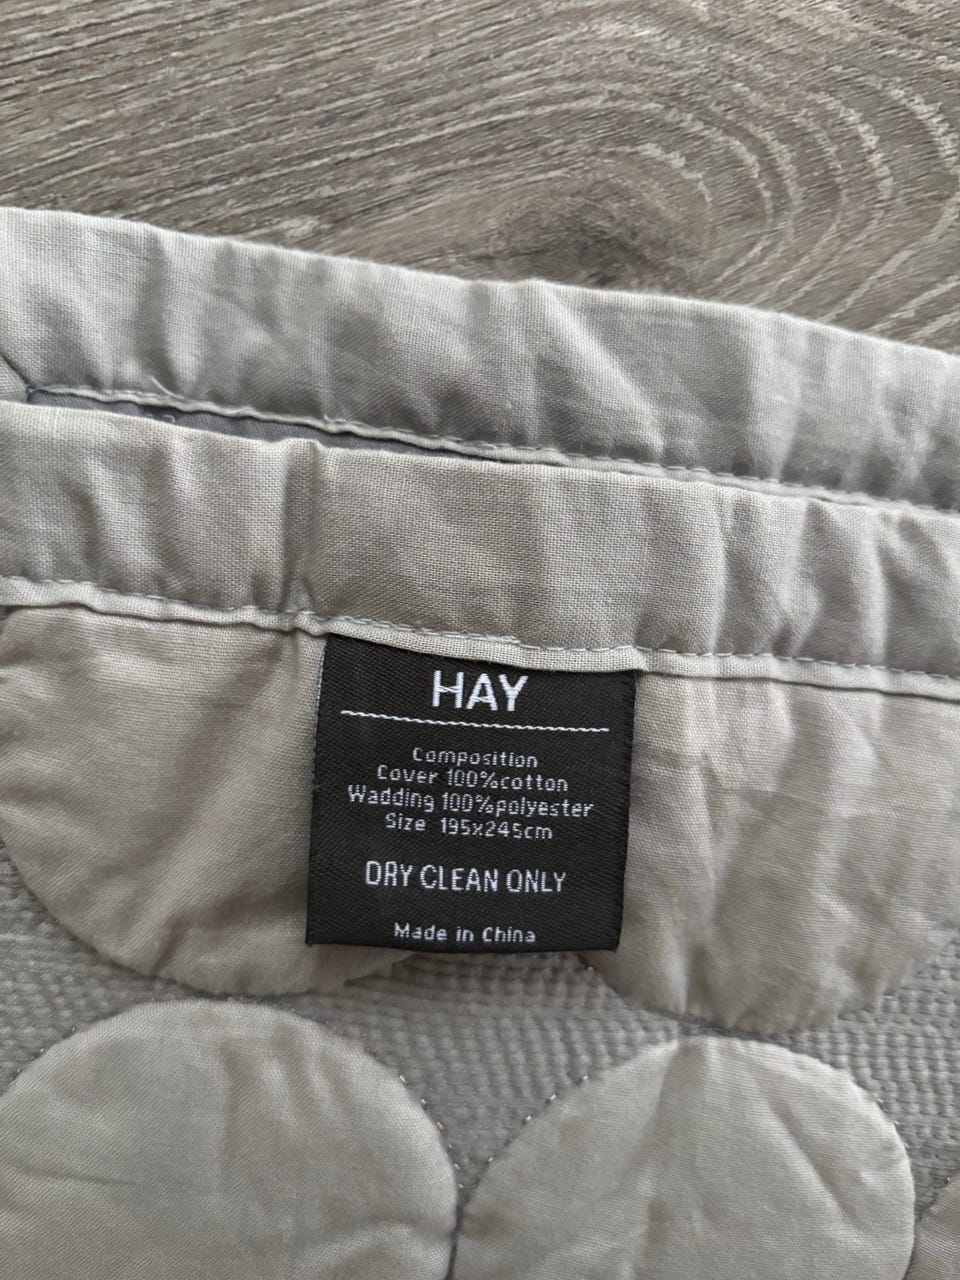 HAY
Composition
Cover 100%cotton
Wadding 100%polyester
Size 195x245cm
DRY CLEAN ONLY
Made in China